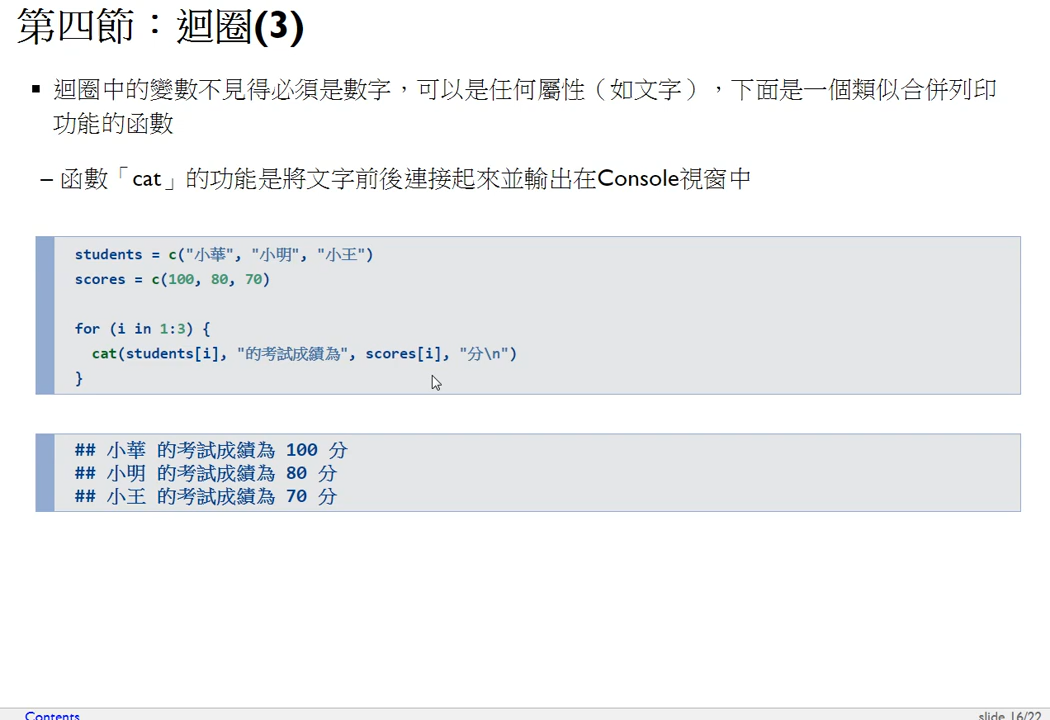 第四節：迴圈(3)
迴圈中的變數不見得必須是數字，可以是任何屬性（如文字），下面是一個類似合併列印
功能的函數
– 函數「cat」的功能是將文字前後連接起來並輸出在Console視窗中
students = c("小華", "小明", "小王")
scores = c(100, 80, 70)
for (i in 1:3) {
  cat(students[i], "的考試成績為", scores[i], "分\n")
}
## 小華 的考試成績為 100 分
## 小明 的考試成績為 80 分
## 小王 的考試成績為 70 分
Contents
slide 16/22